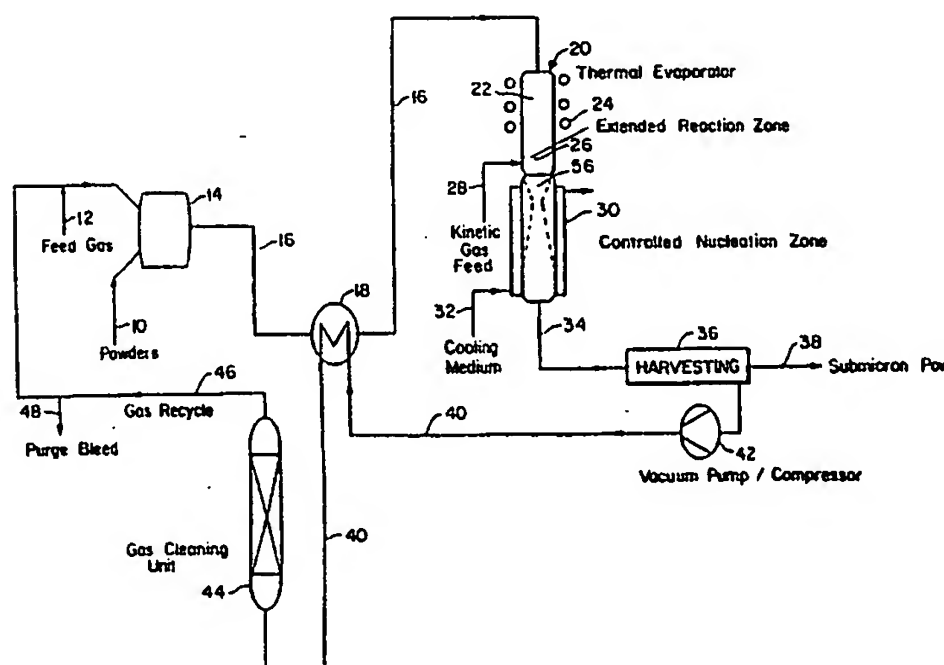 20
Thermal Evaporator
22
24
16
Extended Reaction Zone
26
56
14
28
12
Feed Gas
16
Kinetic
Gas
Feed
30
Controlled Nucleation Zone
18
10
Powders
32
Cooling
Medium
34
36
HARVESTING
38
Submicron Pow
46
Gas Recycle
48
Purge Bleed
40
42
Vacuum Pump / Compressor
Gas Cleaning
Unit
40
44